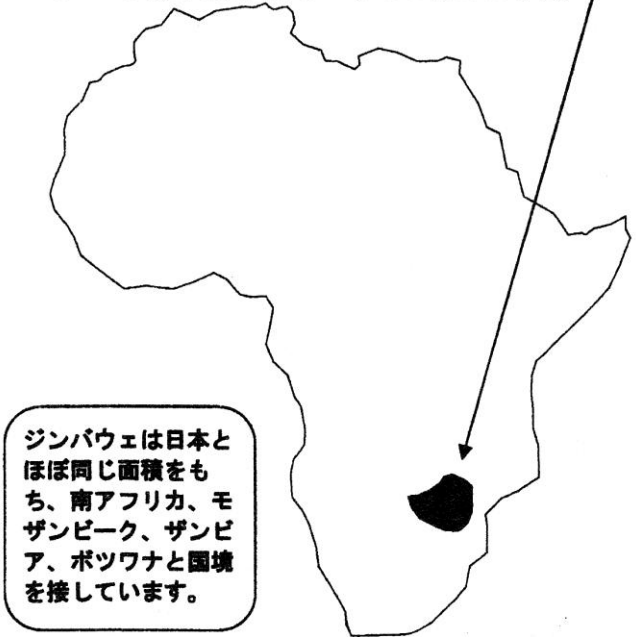 ジンバウェは日本と
ほぼ同じ面積をも
ち、南アフリカ、モ
ザンビーク、ザンビ
ア、ボツワナと国境
を接しています。